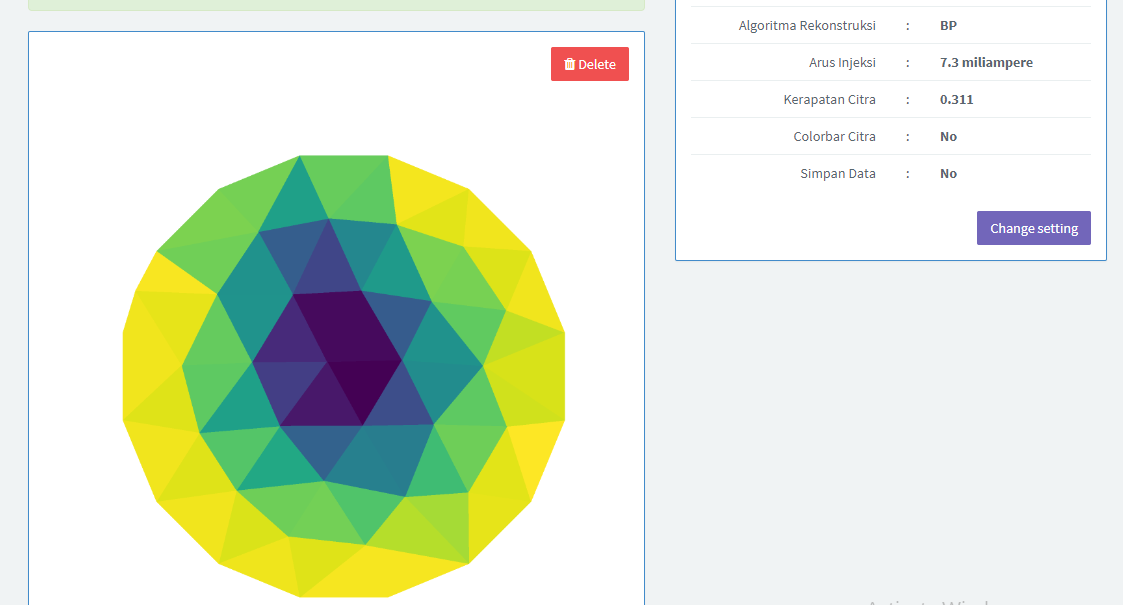 Delete
Algoritma Rekonstruksi : BP
Arus Injeksi : 7.3 miliampere
Kerapatan Citra : 0.311
Colorbar Citra : No
Simpan Data : No
Change setting